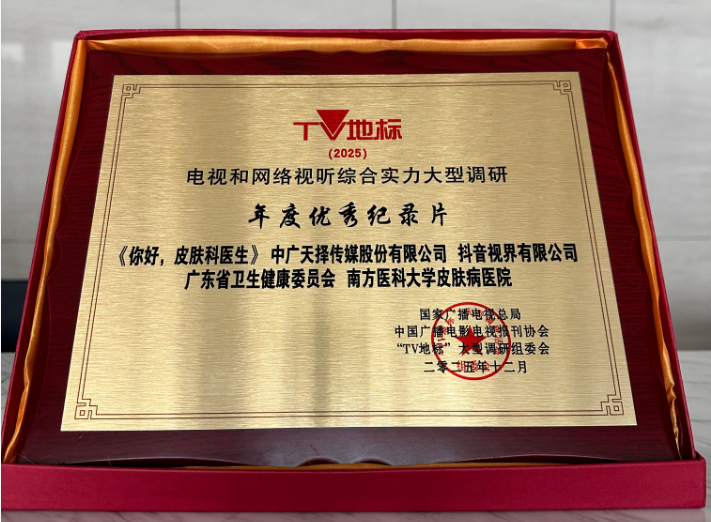 TV地标
(2025)
电视和网络视听综合实力大型调研
年度优秀纪录片
《你好，皮肤科医生》 中广天择传媒股份有限公司 抖音视界有限公司
广东省卫生健康委员会 南方医科大学皮肤病医院
国家广播电视总局
中国广播电影电视报刊协会
“TV地标”大型调研组委会
二零二五年十二月